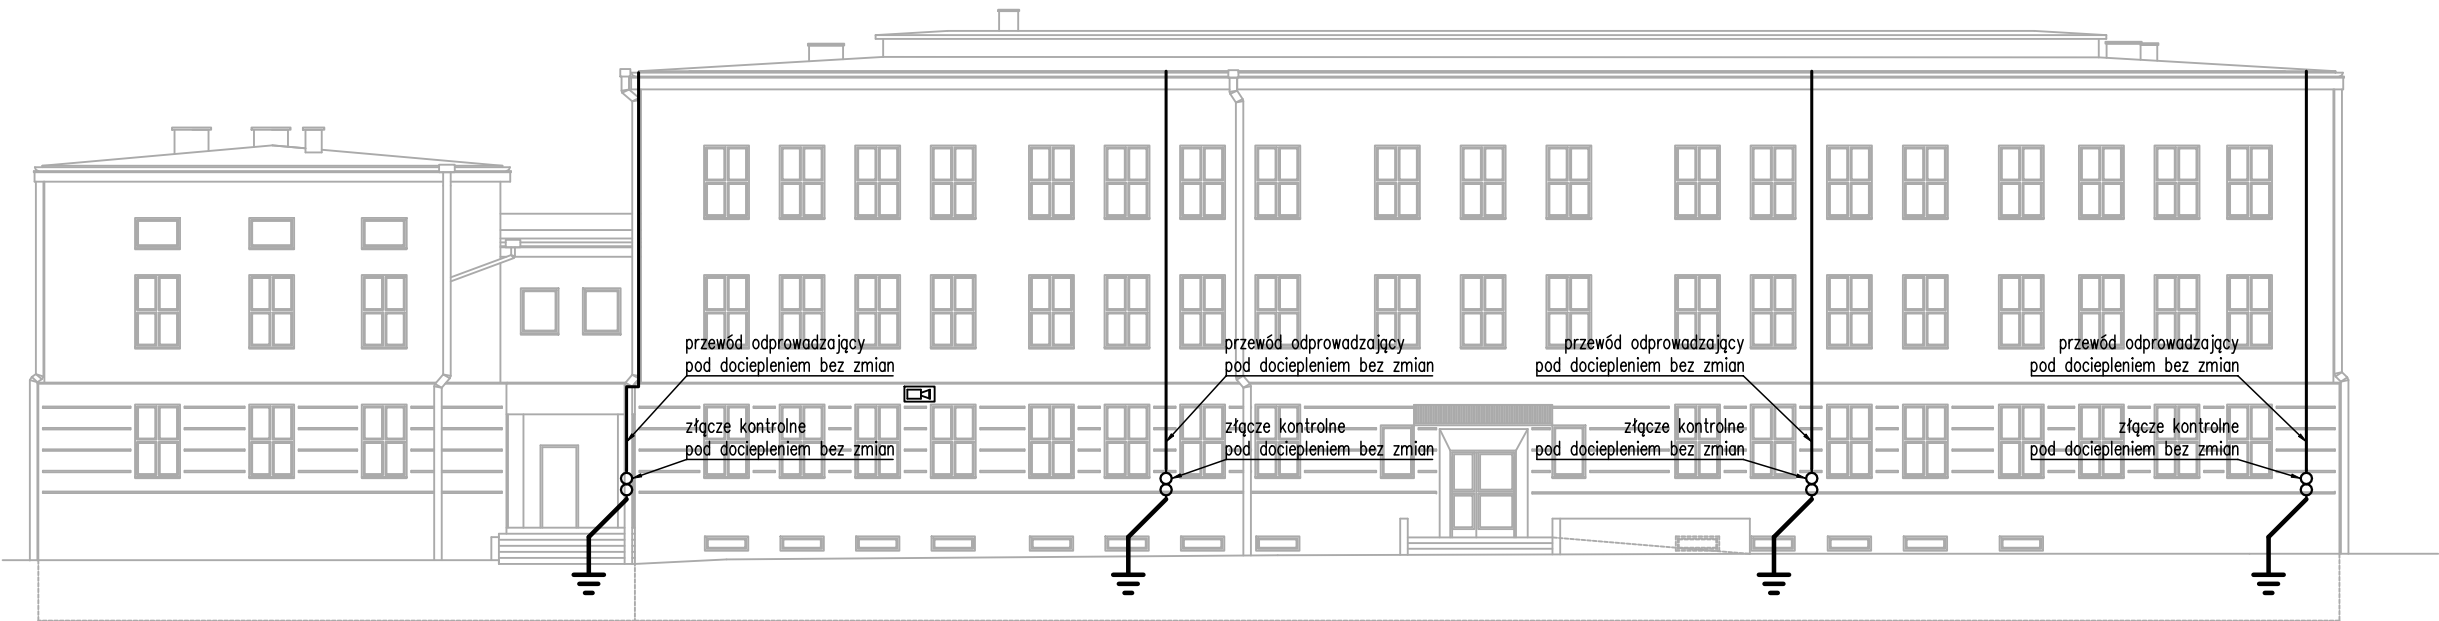 przewód odprowadzający
pod dociepleniem bez zmian
złącze kontrolne
pod dociepleniem bez zmian
przewód odprowadzający
pod dociepleniem bez zmian
złącze kontrolne
pod dociepleniem bez zmian
przewód odprowadzający
pod dociepleniem bez zmian
złącze kontrolne
pod dociepleniem bez zmian
przewód odprowadzający
pod dociepleniem bez zmian
złącze kontrolne
pod dociepleniem bez zmian